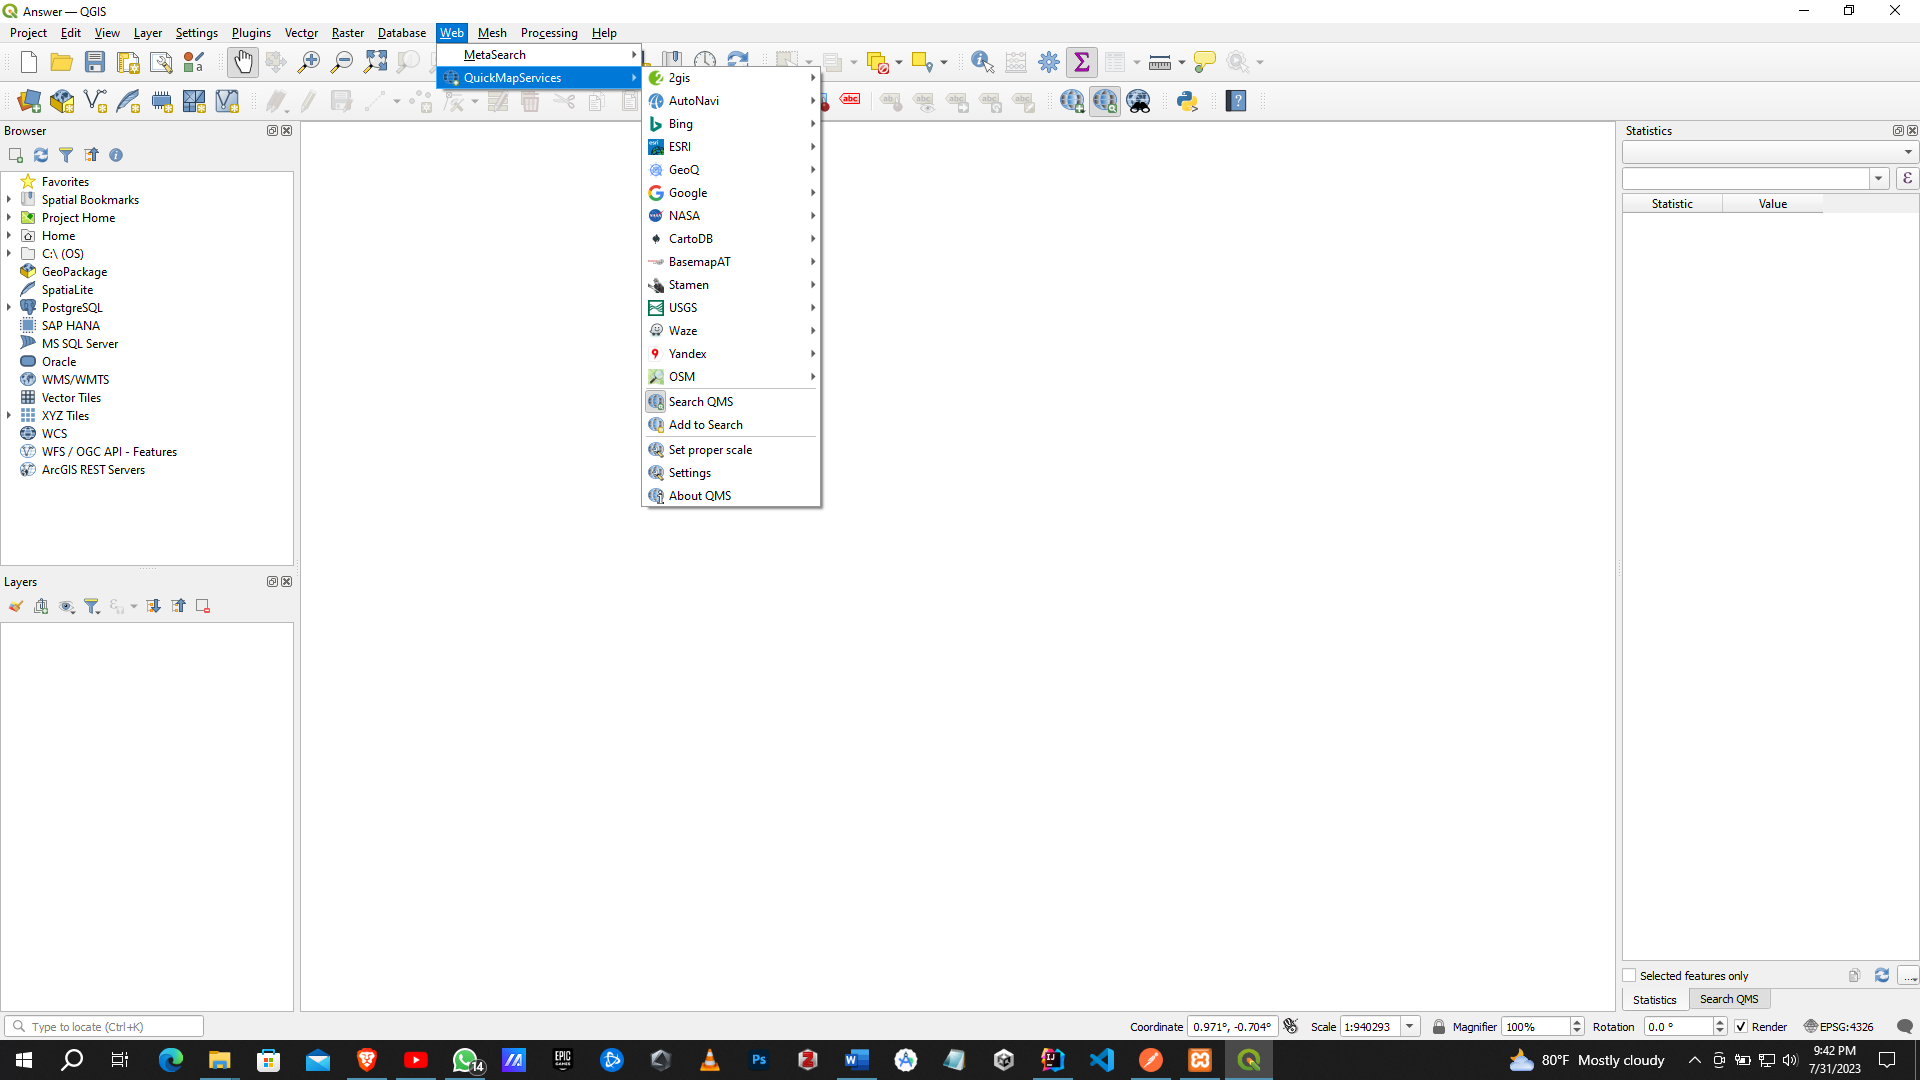 Answer — QGIS
Project Edit View Layer Settings Plugins Vector Raster Database Web Mesh Processing Help
MetaSearch
QuickMapServices
2gis
AutoNavi
Bing
ESRI
GeoQ
Google
NASA
CartoDB
BasemapAT
Stamen
USGS
Waze
Yandex
OSM
Search QMS
Add to Search
Set proper scale
Settings
About QMS
abc
Browser
Favorites
Spatial Bookmarks
Project Home
Home
C:\ (OS)
GeoPackage
SpatiaLite
PostgreSQL
SAP HANA
MS SQL Server
Oracle
WMS/WMTS
Vector Tiles
XYZ Tiles
WCS
WFS / OGC API - Features
ArcGIS REST Servers
Layers
Statistics
ε
Statistic Value
Selected features only
...
Statistics Search QMS
Type to locate (Ctrl+K)
Coordinate 0.971°, -0.704° Scale 1:940293 Magnifier 100% Rotation 0.0 ° Render EPSG:4326
14
EPIC GAMES
Ps
80°F Mostly cloudy
9:42 PM
7/31/2023